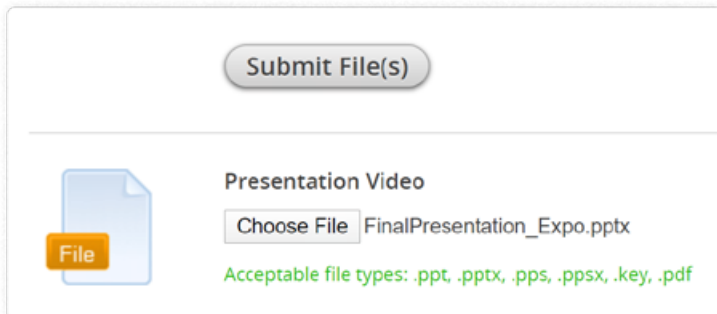 Submit File(s)
Presentation Video
Choose File FinalPresentation_Expo.pptx
File
Acceptable file types: .ppt, .pptx, .pps, .ppsx, .key, .pdf